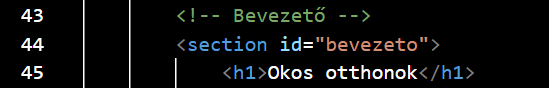 43 <!-- Bevezető -->
44 <section id="bevezeto">
45 <h1>Okos otthonok</h1>